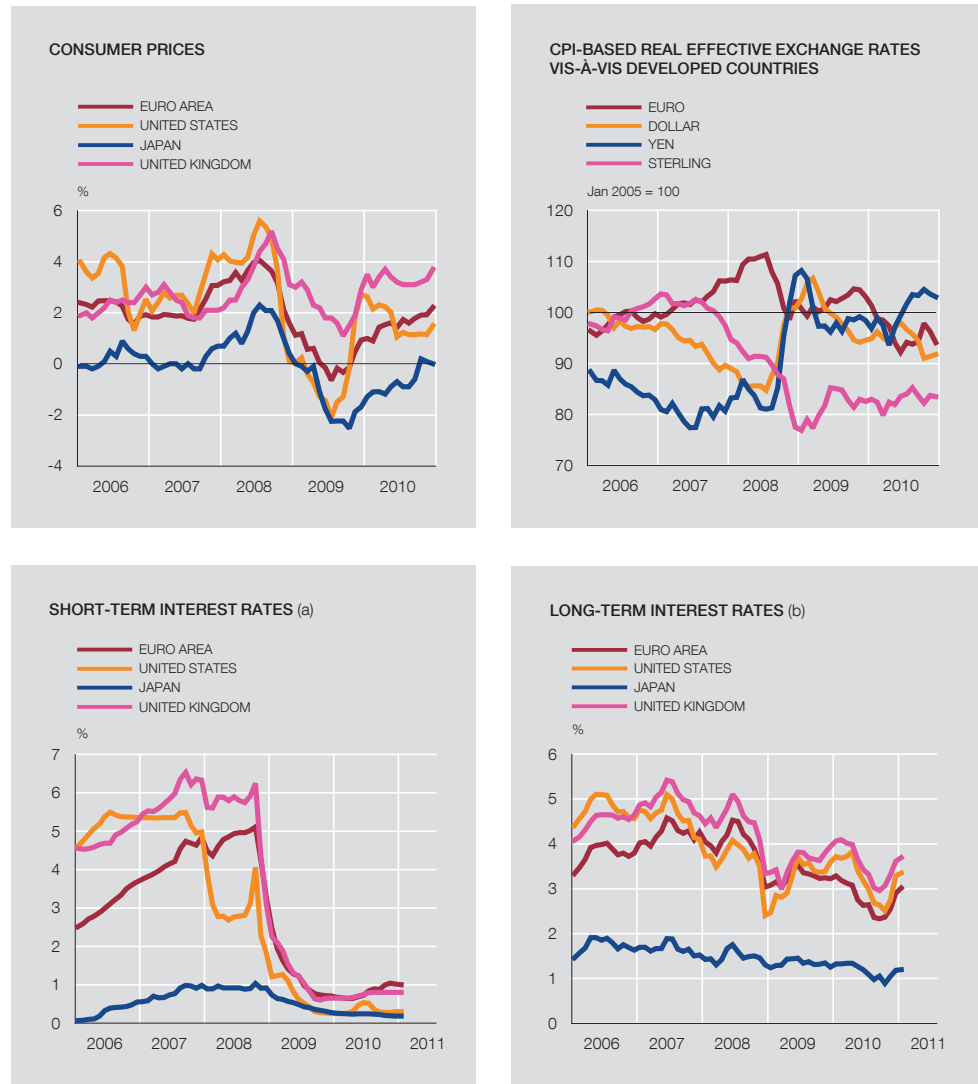 CONSUMER PRICES
EURO AREA
UNITED STATES
JAPAN
UNITED KINGDOM
%
6
4
2
0
-2
-4
2006 2007 2008 2009 2010
CPI-BASED REAL EFFECTIVE EXCHANGE RATES
VIS-À-VIS DEVELOPED COUNTRIES
EURO
DOLLAR
YEN
STERLING
Jan 2005 = 100
120
110
100
90
80
70
2006 2007 2008 2009 2010
SHORT-TERM INTEREST RATES (a)
EURO AREA
UNITED STATES
JAPAN
UNITED KINGDOM
%
7
6
5
4
3
2
1
0
2006 2007 2008 2009 2010 2011
LONG-TERM INTEREST RATES (b)
EURO AREA
UNITED STATES
JAPAN
UNITED KINGDOM
%
6
5
4
3
2
1
0
2006 2007 2008 2009 2010 2011